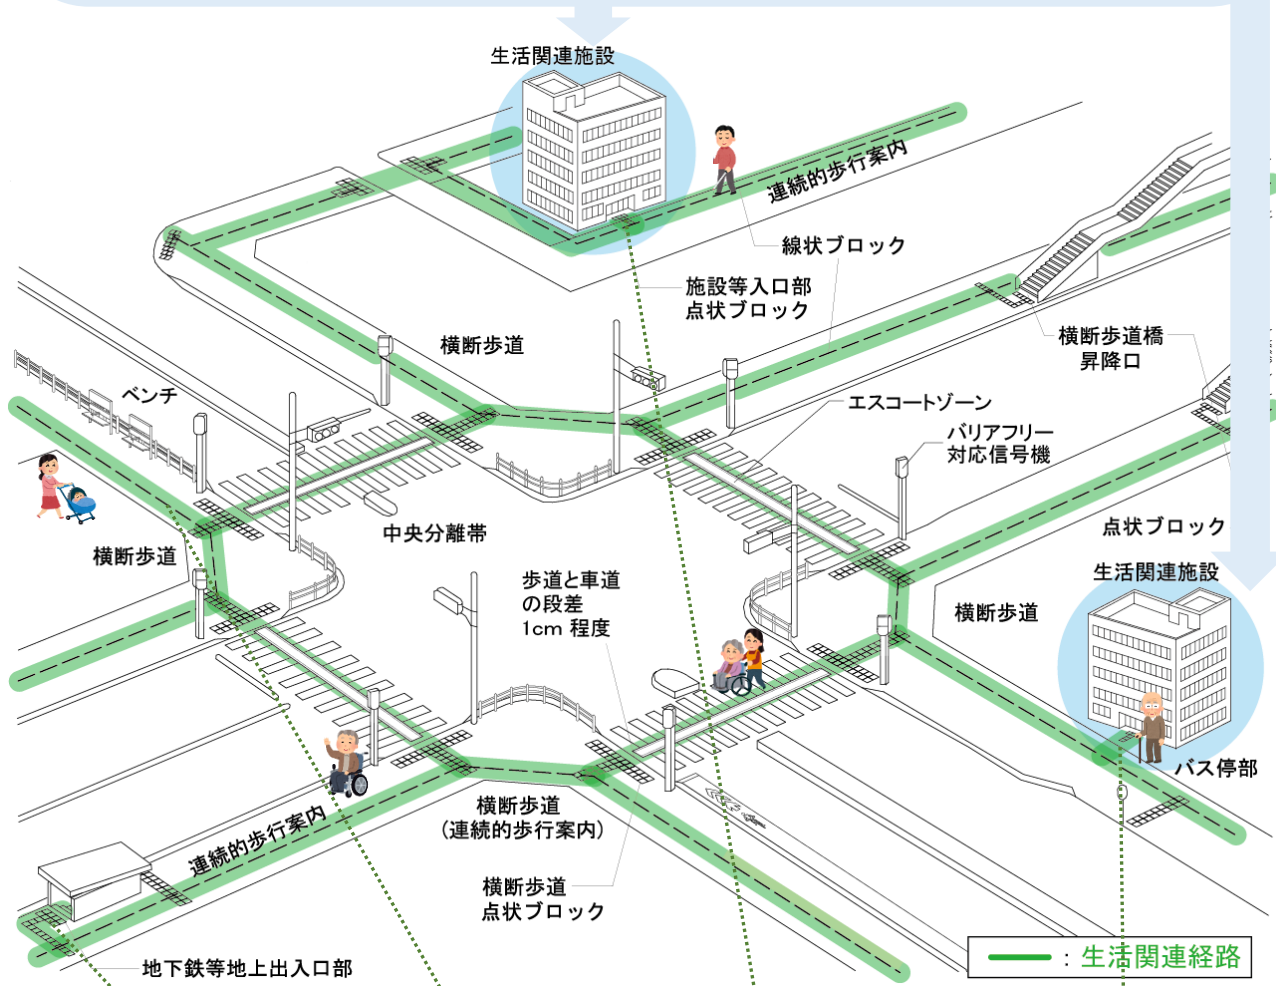 生活関連施設
連続的歩行案内
線状ブロック
施設等入口部
点状ブロック
横断歩道
横断歩道橋
昇降口
ベンチ
エスコートゾーン
バリアフリー
対応信号機
中央分離帯
点状ブロック
横断歩道
歩道と車道
の段差
1cm 程度
生活関連施設
横断歩道
バス停部
横断歩道
(連続的歩行案内)
連続的歩行案内
横断歩道
点状ブロック
地下鉄等地上出入口部
:生活関連経路